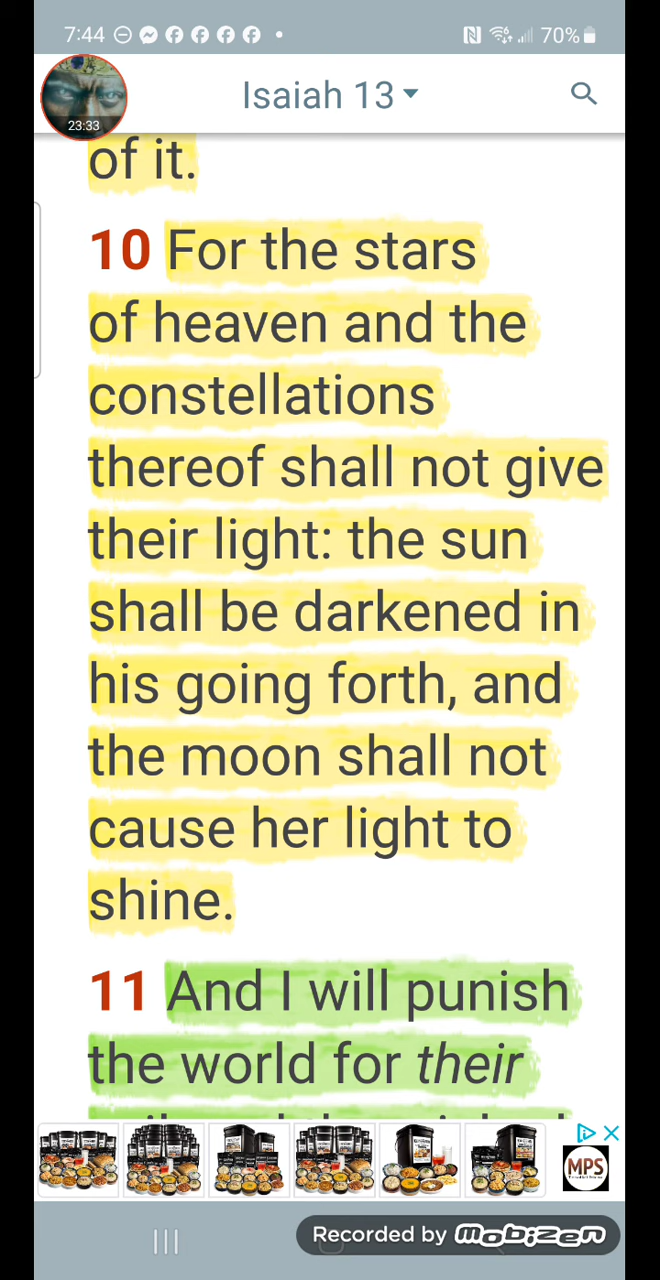 7:44
70%
23:33
Isaiah 13
of it.
10 For the stars
of heaven and the
constellations
thereof shall not give
their light: the sun
shall be darkened in
his going forth, and
the moon shall not
cause her light to
shine.
11 And I will punish
the world for their
MPS
Recorded by Mobizen